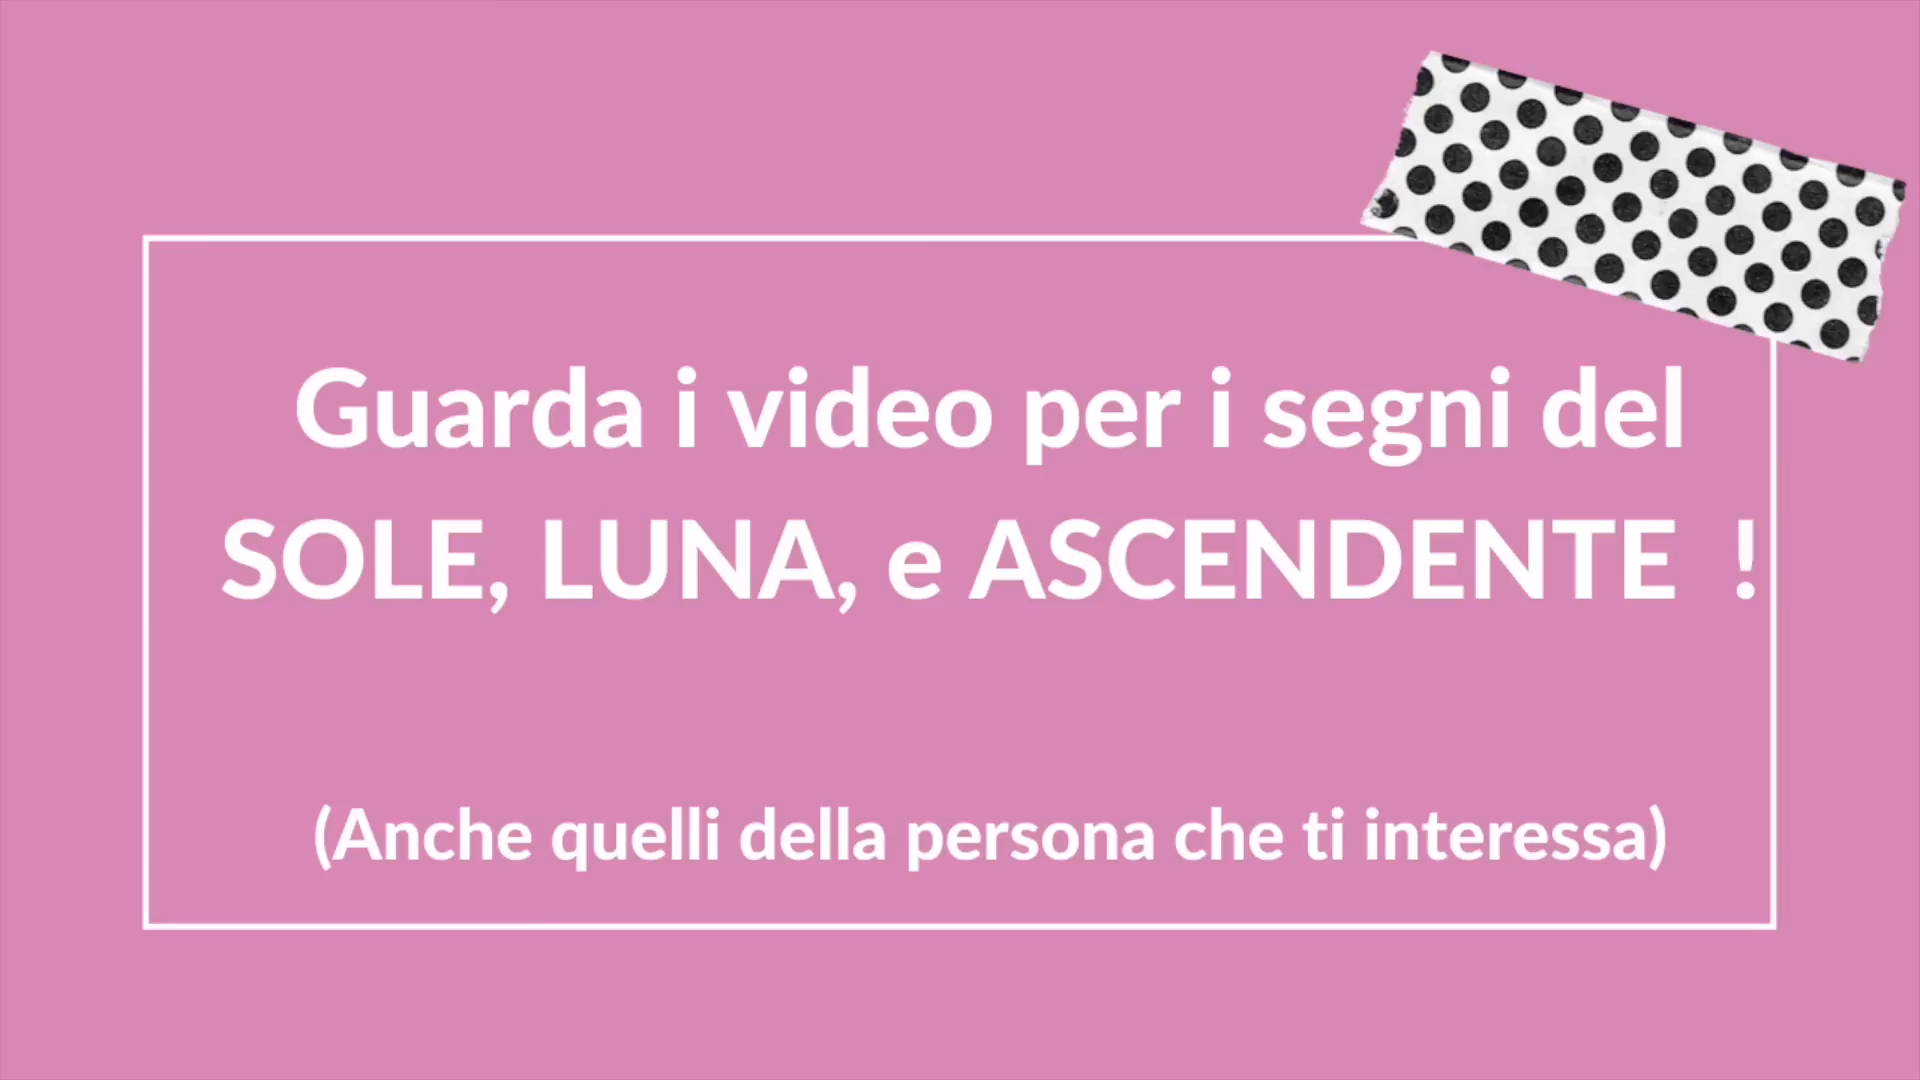 Guarda i video per i segni del
SOLE, LUNA, e ASCENDENTE !
(Anche quelli della persona che ti interessa)